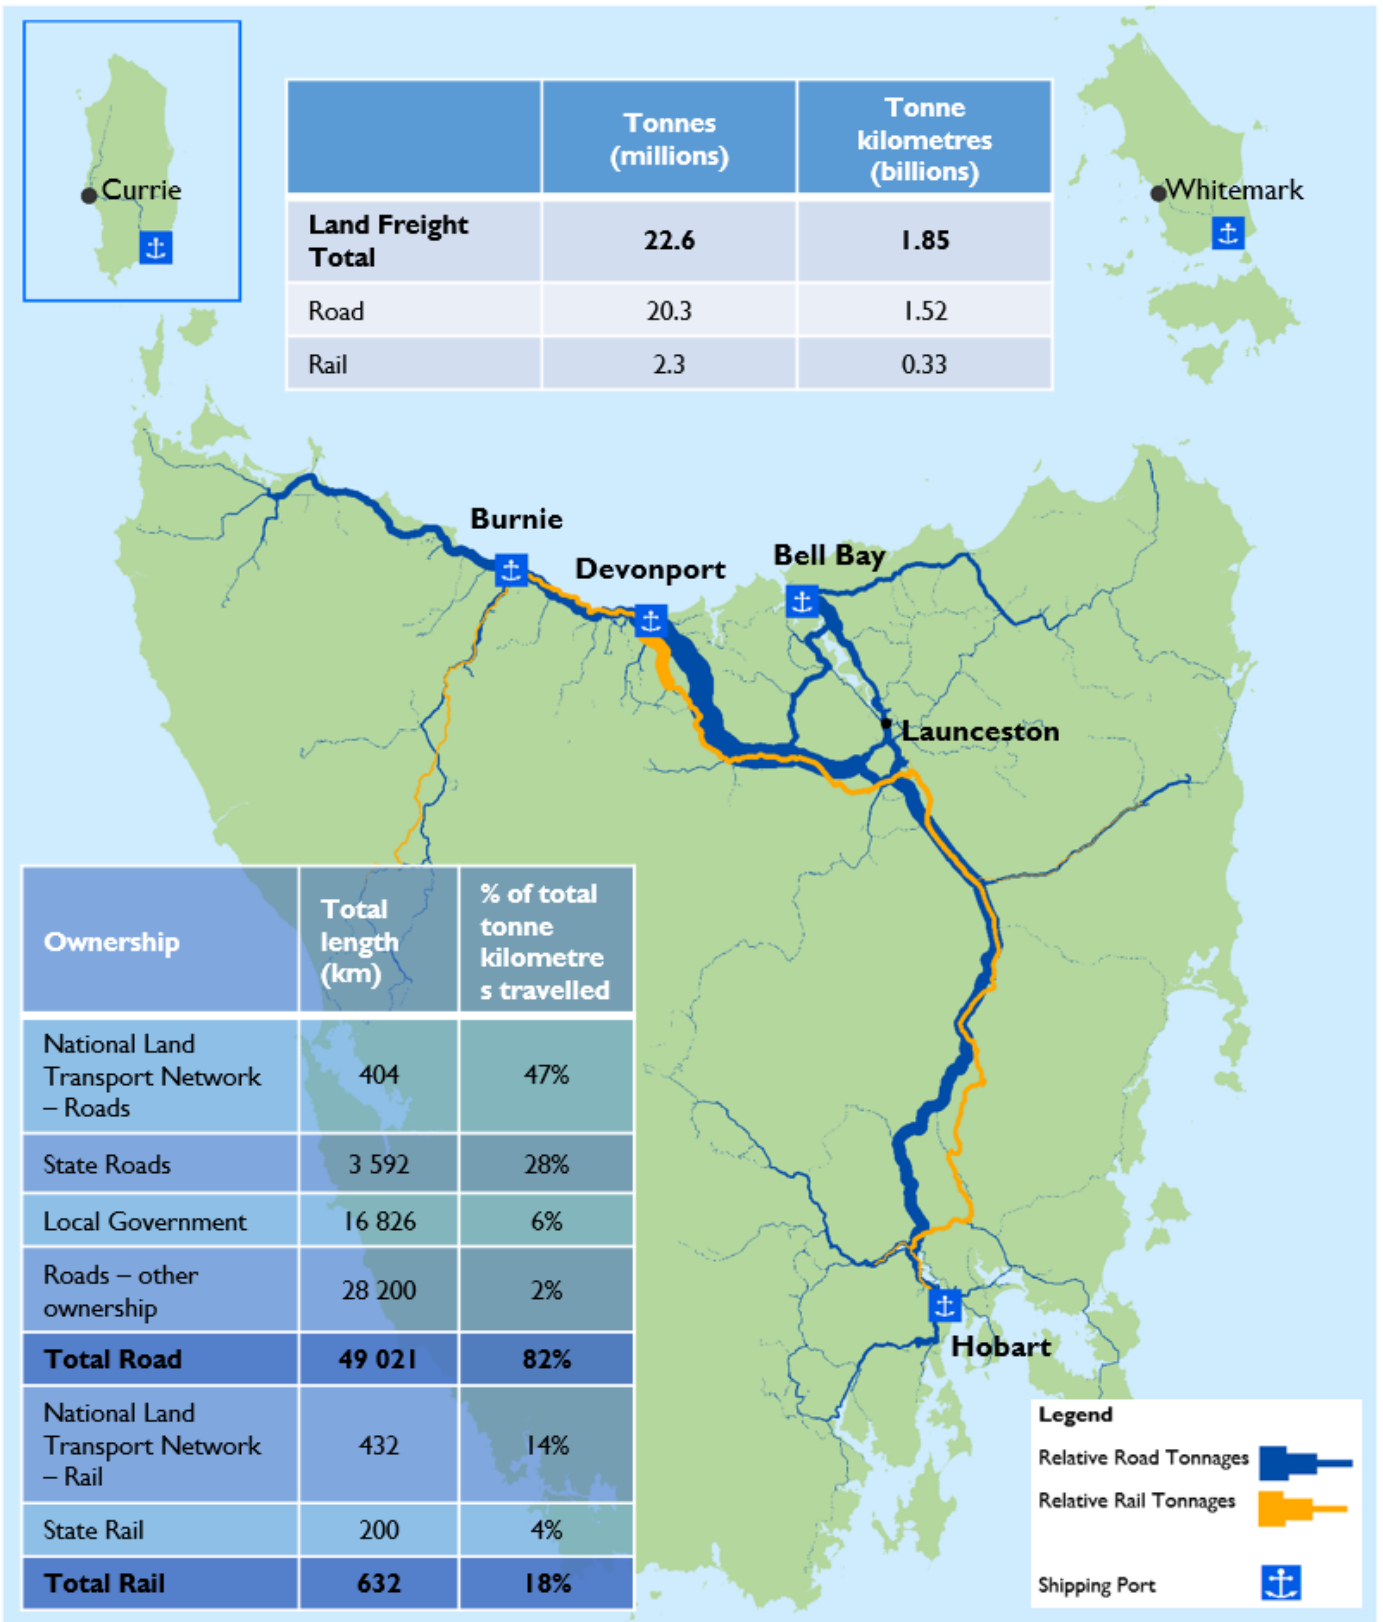 Currie
Tonnes
(millions)
Tonne
kilometres
(billions)
Land Freight
Total
22.6
1.85
Road
20.3
1.52
Rail
2.3
0.33
Whitemark
Burnie
Devonport
Bell Bay
Launceston
Ownership
Total
length
(km)
% of total
tonne
kilometre
s travelled
National Land
Transport Network
– Roads
404
47%
State Roads
3 592
28%
Local Government
16 826
6%
Roads – other
ownership
28 200
2%
Total Road
49 021
82%
National Land
Transport Network
– Rail
432
14%
State Rail
200
4%
Total Rail
632
18%
Hobart
Legend
Relative Road Tonnages
Relative Rail Tonnages
Shipping Port